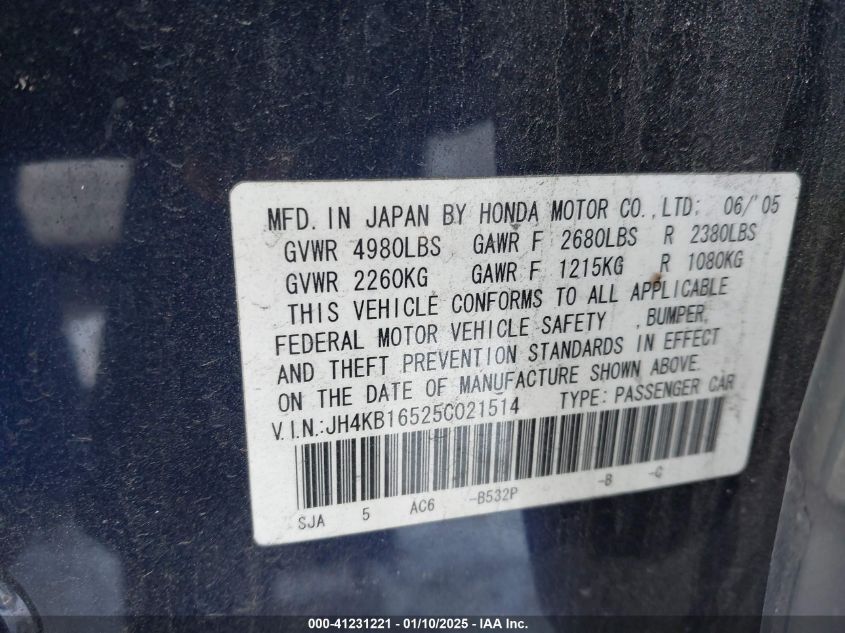 MFD. IN JAPAN BY HONDA MOTOR CO., LTD; 06/'05
GVWR 4980LBS GAWR F 2680LBS R 2380LBS
GVWR 2260KG GAWR F 1215KG R 1080KG
THIS VEHICLE CONFORMS TO ALL APPLICABLE
FEDERAL MOTOR VEHICLE SAFETY , BUMPER,
AND THEFT PREVENTION STANDARDS IN EFFECT
ON THE DATE OF MANUFACTURE SHOWN ABOVE.
V.I.N.:JH4KB16525C021514 TYPE: PASSENGER CAR
SJA 5 AC6 -B532P -B -C
000-41231221 - 01/10/2025 - IAA Inc.